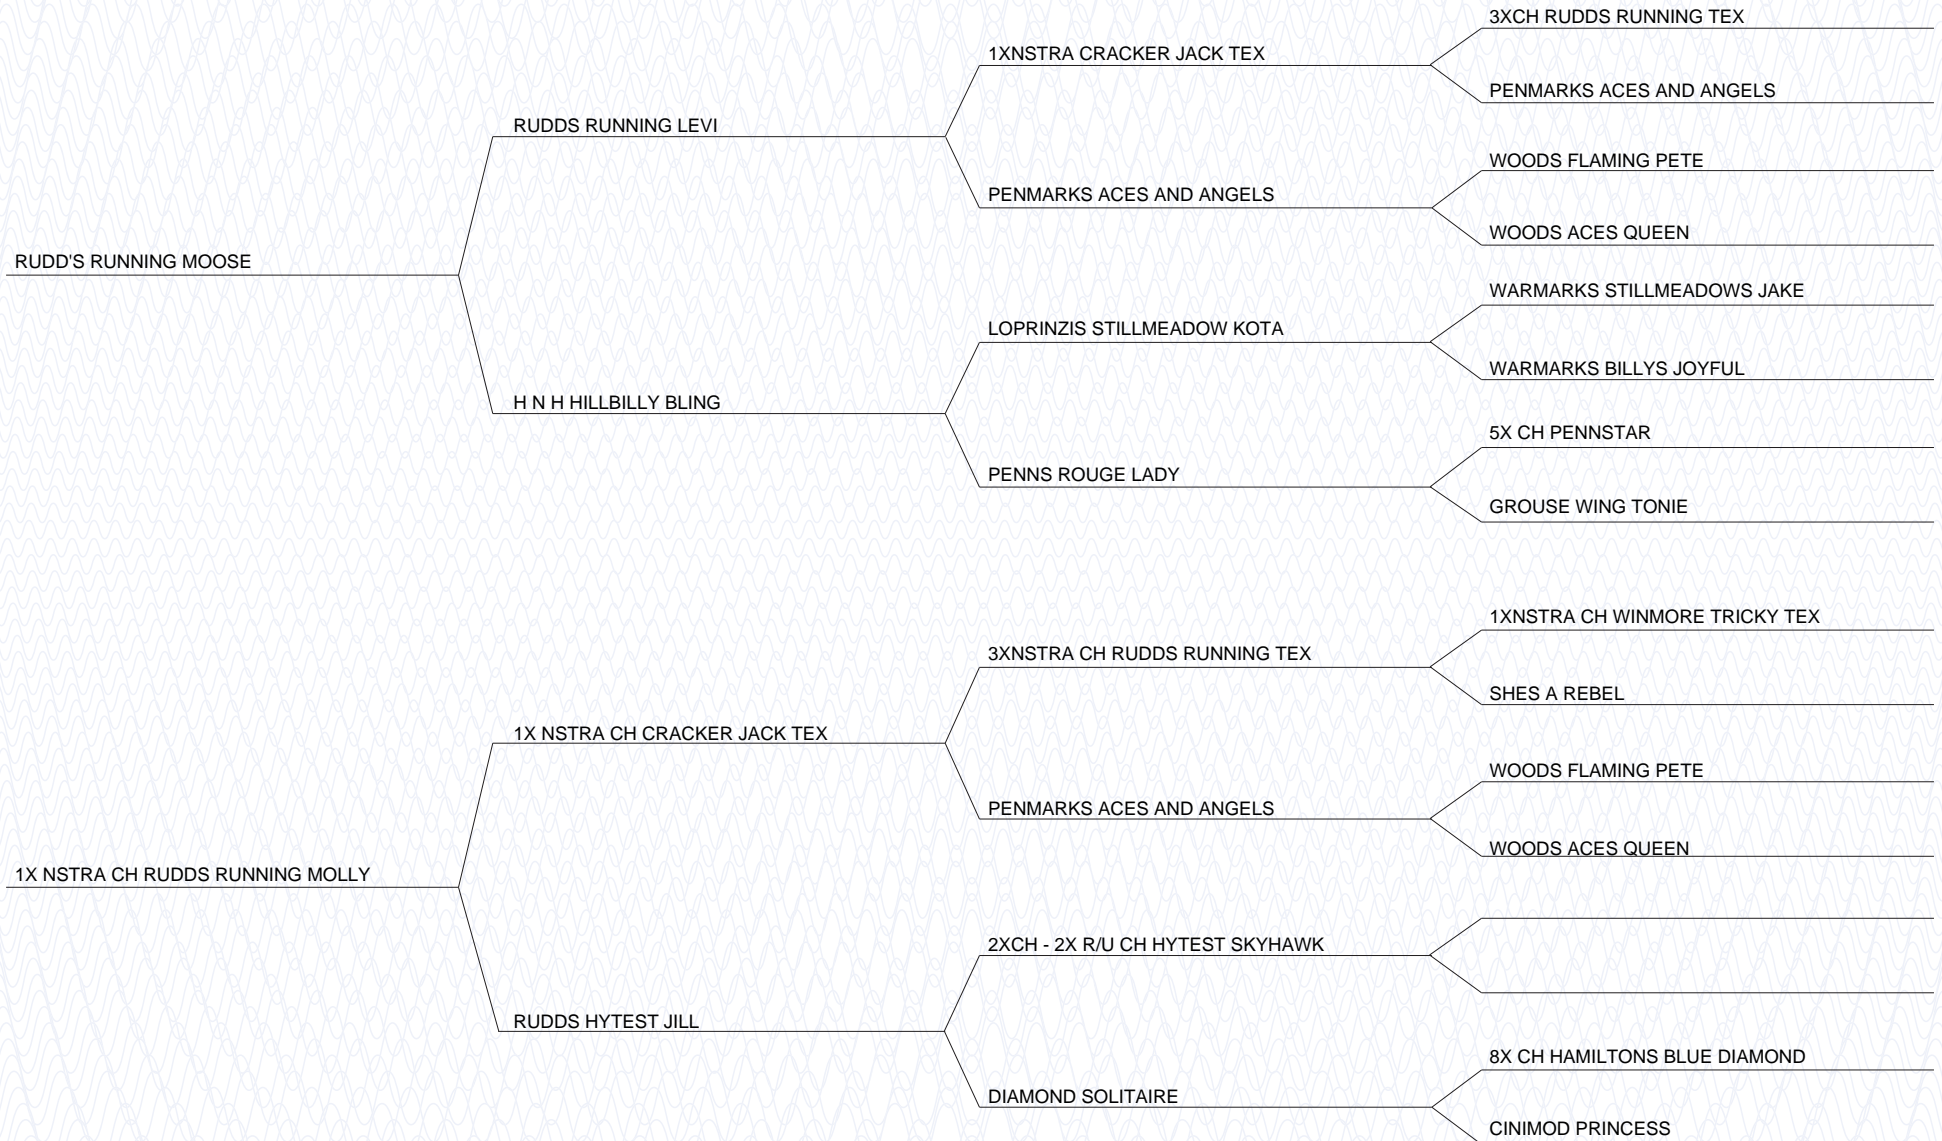 3XCH RUDDS RUNNING TEX
1XNSTRA CRACKER JACK TEX
PENMARKS ACES AND ANGELS
RUDDS RUNNING LEVI
WOODS FLAMING PETE
PENMARKS ACES AND ANGELS
WOODS ACES QUEEN
RUDD'S RUNNING MOOSE
WARMARKS STILLMEADOWS JAKE
LOPRINZIS STILLMEADOW KOTA
WARMARKS BILLYS JOYFUL
H N H HILLBILLY BLING
5X CH PENNSTAR
PENNS ROUGE LADY
GROUSE WING TONIE
1XNSTRA CH WINMORE TRICKY TEX
3XNSTRA CH RUDDS RUNNING TEX
SHES A REBEL
1X NSTRA CH CRACKER JACK TEX
WOODS FLAMING PETE
PENMARKS ACES AND ANGELS
WOODS ACES QUEEN
1X NSTRA CH RUDDS RUNNING MOLLY
2XCH - 2X R/U CH HYTEST SKYHAWK
RUDDS HYTEST JILL
8X CH HAMILTONS BLUE DIAMOND
DIAMOND SOLITAIRE
CINIMOD PRINCESS